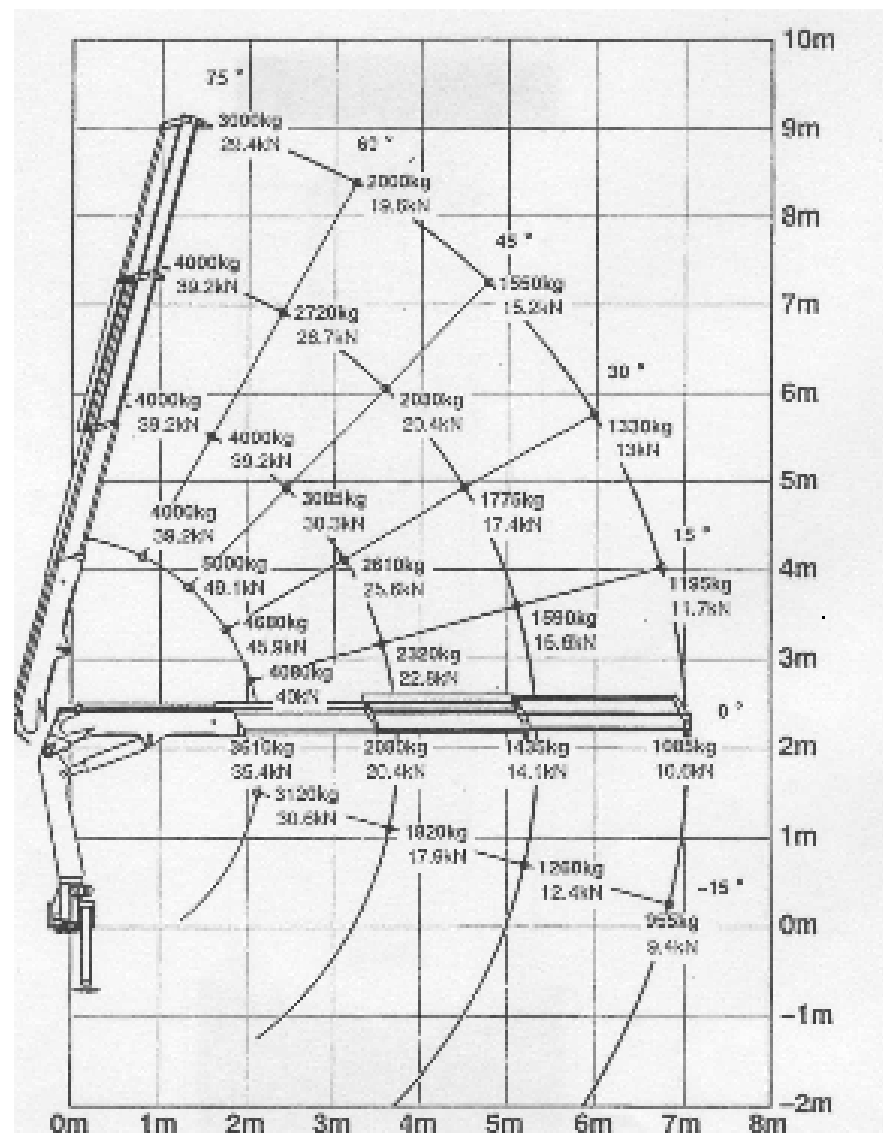 10m
75 °
3000kg
29.4kN
9m
60 °
2000kg
19.6kN
8m
45 °
4000kg
39.2kN
1550kg
15.2kN
7m
2720kg
26.7kN
30 °
6m
4000kg
39.2kN
2080kg
20.4kN
1330kg
13kN
4000kg
39.2kN
5m
3085kg
30.3kN
1775kg
17.4kN
4000kg
39.2kN
15 °
5000kg
49.1kN
2610kg
25.6kN
4m
1195kg
11.7kN
4680kg
45.9kN
1590kg
15.6kN
2320kg
22.8kN
3m
4080kg
40kN
0 °
2m
3610kg
35.4kN
2080kg
20.4kN
1435kg
14.1kN
1085kg
10.6kN
3120kg
30.6kN
1820kg
17.9kN
1m
1260kg
12.4kN
-15 °
955kg
9.4kN
0m
-1m
-2m
0m 1m 2m 3m 4m 5m 6m 7m 8m